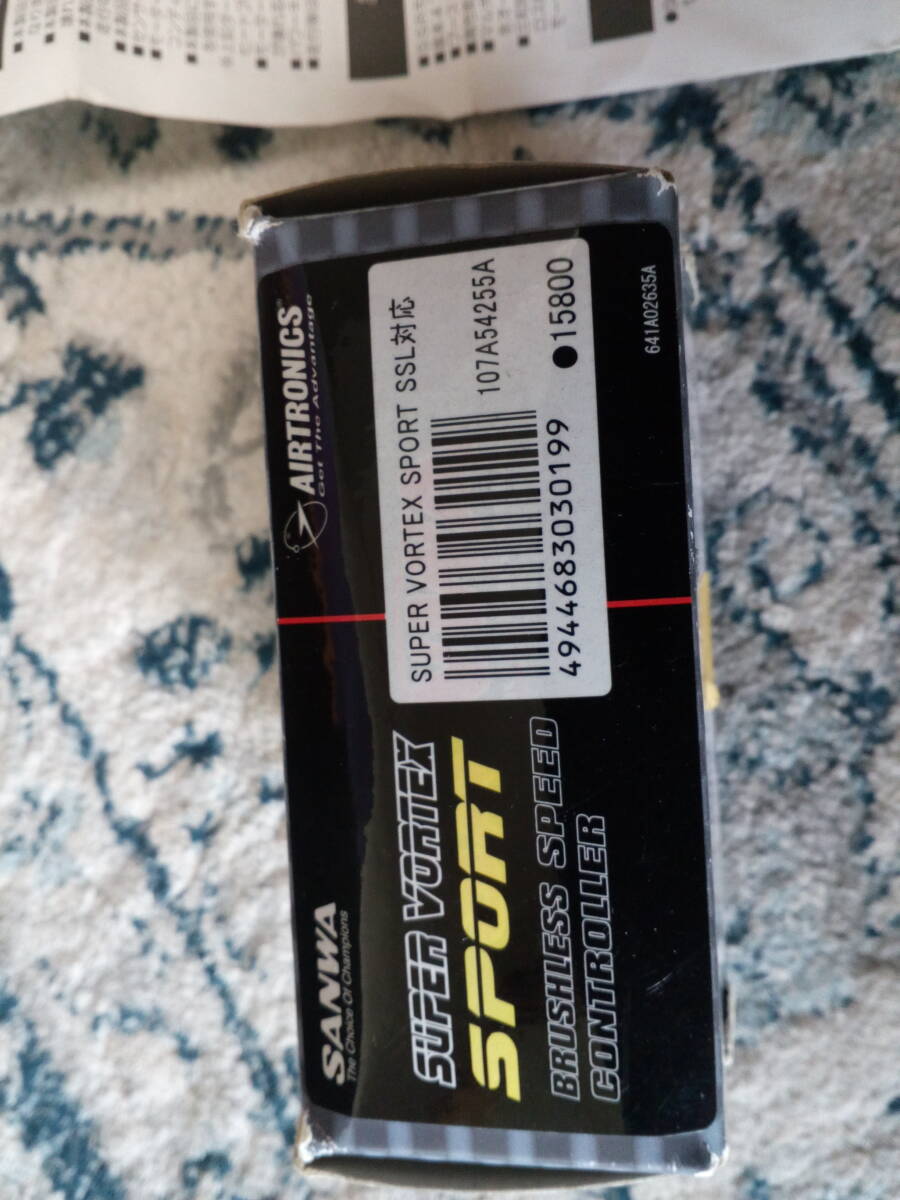 SANWA
The Choice Of Champions
AIRTRONICS®
Get The Advantage
SUPER VORTEX
SPORT
BRUSHLESS SPEED
CONTROLLER
SUPER VORTEX SPORT SSL対応
107A54255A
4944683030199
●15800
641A02635A